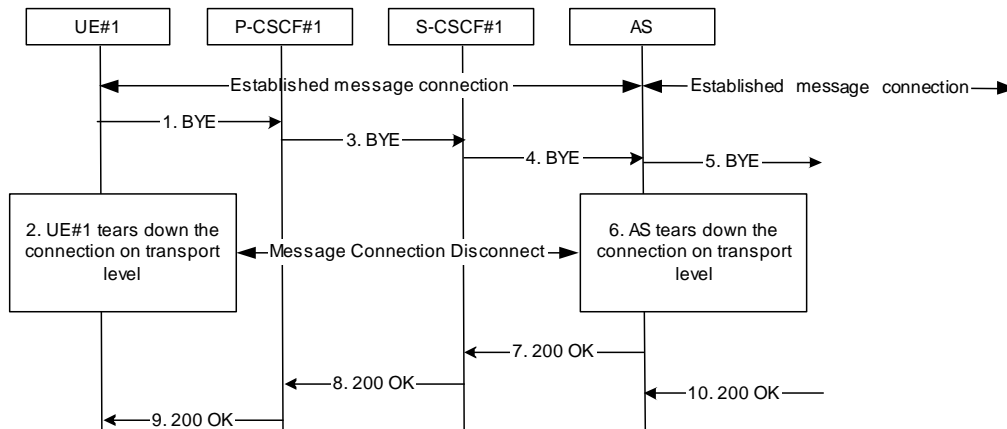 UE#1
P-CSCF#1
S-CSCF#1
AS
Established message connection
Established message connection
1. BYE
3. BYE
4. BYE
5. BYE
2. UE#1 tears down the
connection on transport
level
Message Connection Disconnect
6. AS tears down the
connection on transport
level
7. 200 OK
8. 200 OK
10. 200 OK
9. 200 OK